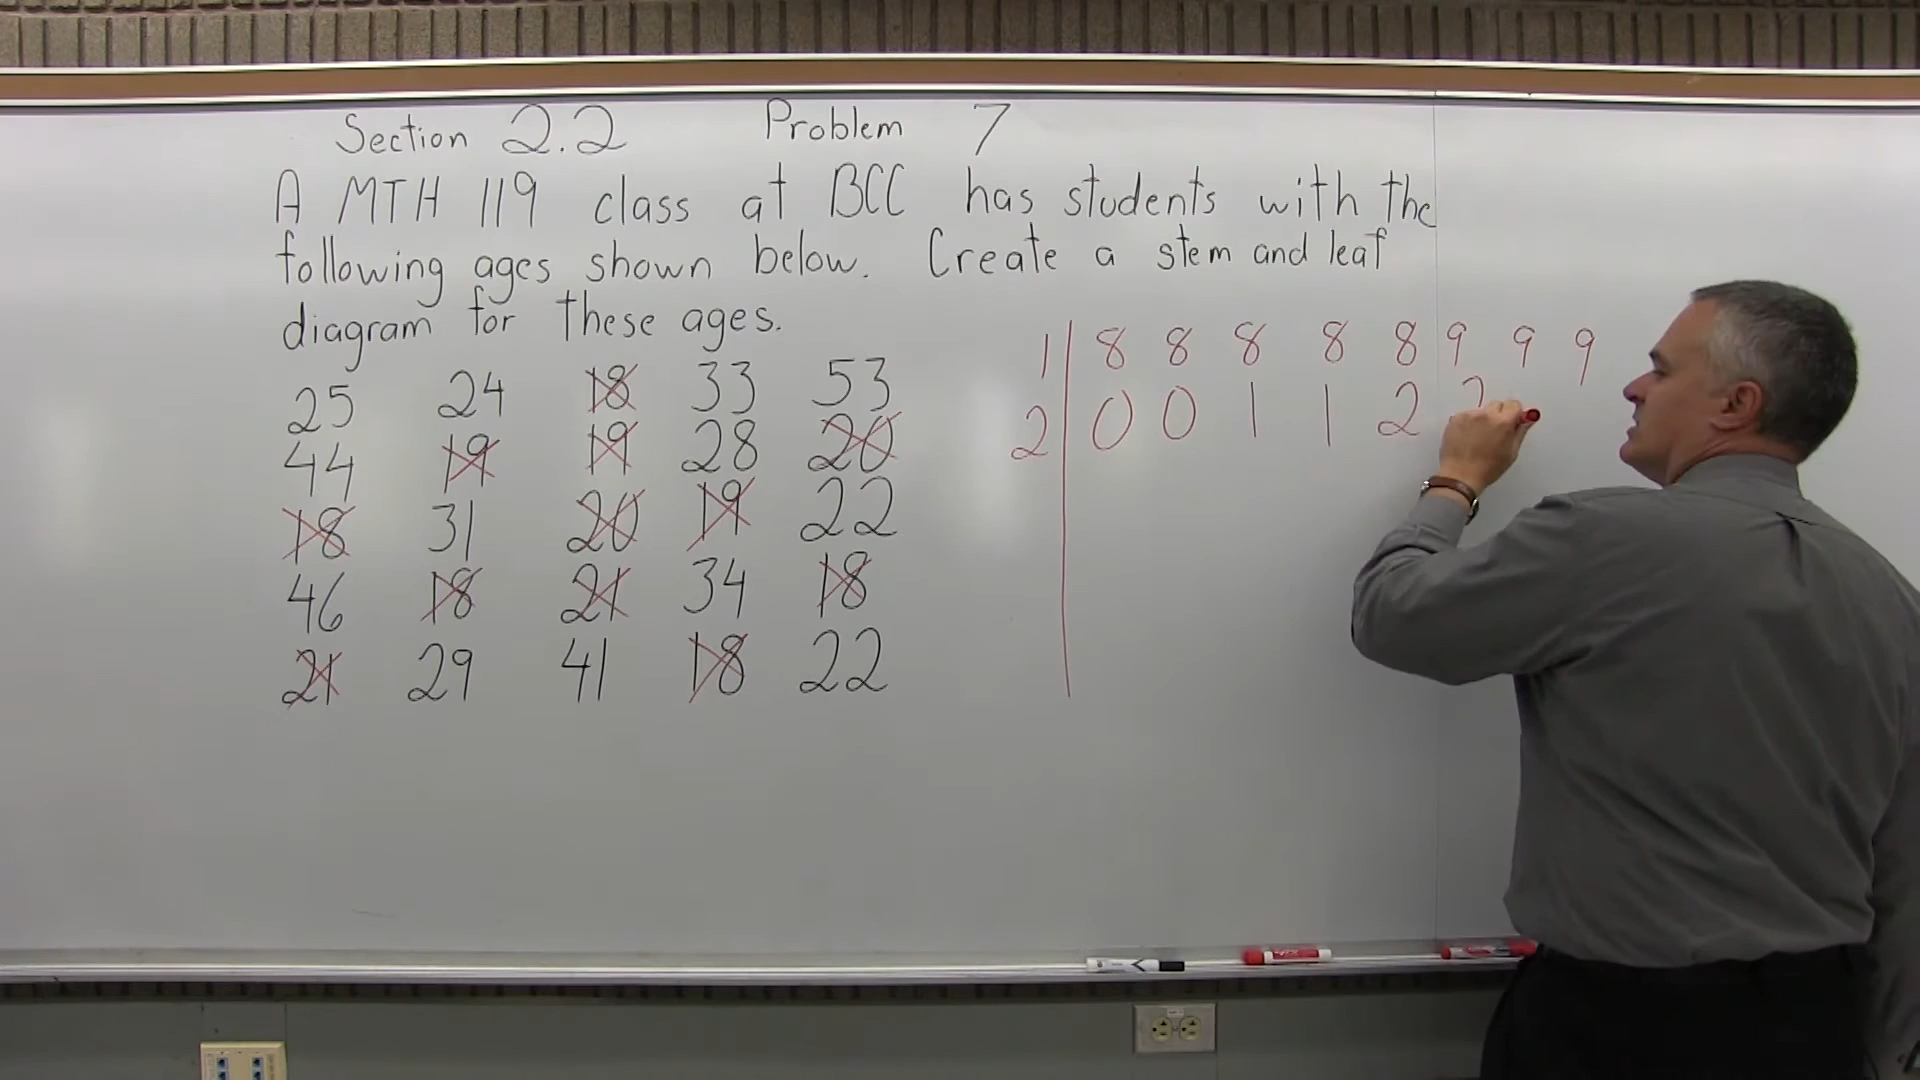 Section 2.2 Problem 7
A MTH 119 class at BCC has students with the
following ages shown below. Create a stem and leaf
diagram for these ages.
25 24 18 33 53
44 19 19 28 20
18 31 20 19 22
46 18 21 34 18
21 29 41 18 22
1 | 8 8 8 8 8 9 9 9
2 | 0 0 1 1 2 2